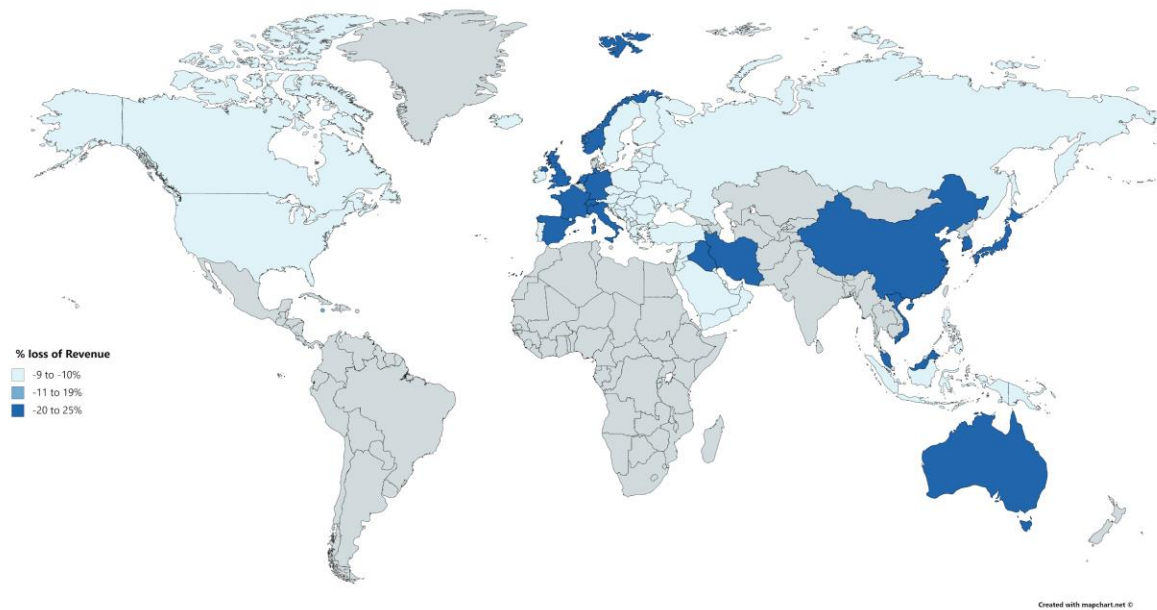 % loss of Revenue
-9 to -10%
-11 to 19%
-20 to 25%
Created with mapchart.net ©